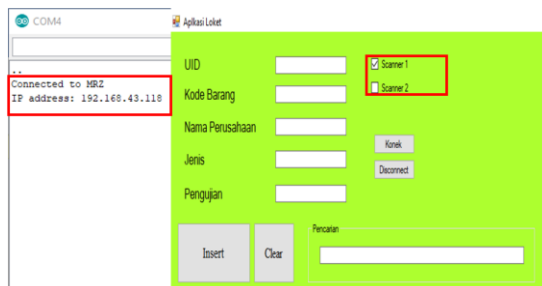 COM4
..
Connected to MRZ
IP address: 192.168.43.118
Aplikasi Loket
UID
Kode Barang
Nama Perusahaan
Jenis
Pengujian
Scanner 1
Scanner 2
Konek
Disconnect
Insert
Clear
Pencarian